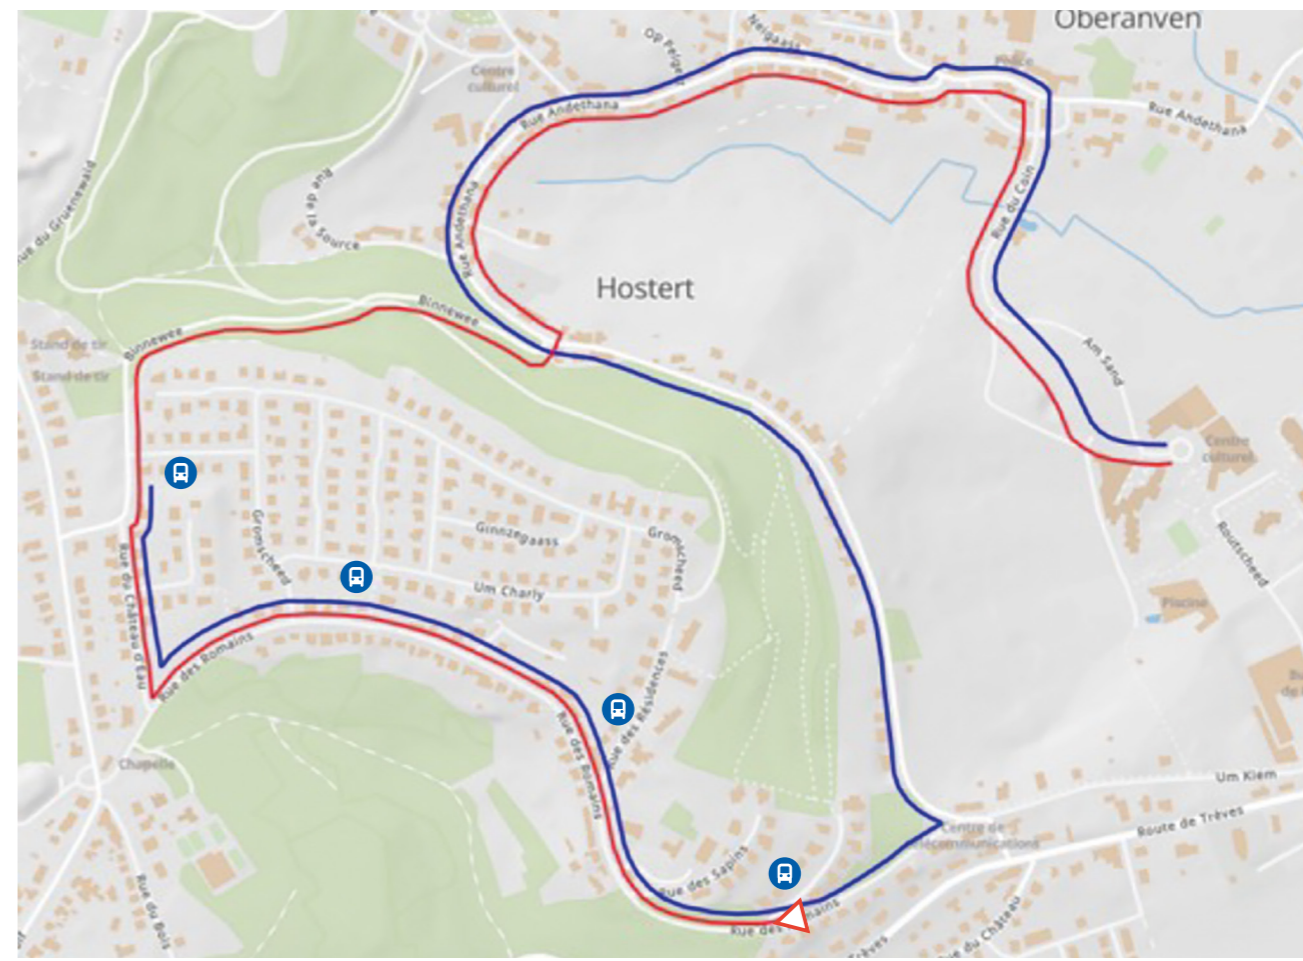 Oberanven
Neigaass
Op Feiger
Centre
culturel
Police
Rue Andethana
Rue Andethana
Rue Andethana
Rue du Gruenewald
Rue de la Source
Rue du Coin
Hostert
Binnewee
Binnewee
Stand de tir
Stand de tir
Am Sand
Centre
culturel
Gromscheed
Ginnzegaass
Gromscheed
Um Charly
Routscheed
Piscine
Rue du Château d'Eau
Rue des Romains
Rue des Résidences
Rue des Romains
Chapelle
Um Kiem
Route de Trèves
Centre de
télécommunications
Rue des Sapins
Rue du Bois
Rue du Château
Trèves